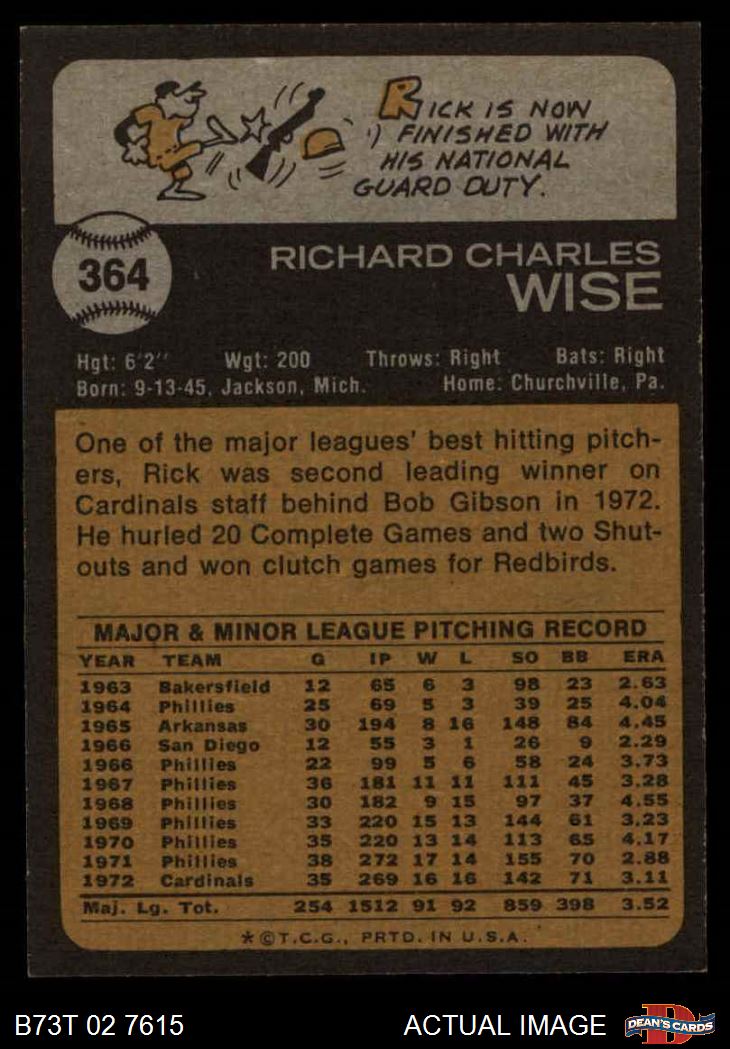 RICK IS NOW
FINISHED WITH
HIS NATIONAL
GUARD DUTY.
364
RICHARD CHARLES
WISE
Hgt: 6'2" Wgt: 200 Throws: Right Bats: Right
Born: 9-13-45, Jackson, Mich. Home: Churchville, Pa.
One of the major leagues' best hitting pitch-
ers, Rick was second leading winner on
Cardinals staff behind Bob Gibson in 1972.
He hurled 20 Complete Games and two Shut-
outs and won clutch games for Redbirds.
MAJOR & MINOR LEAGUE PITCHING RECORD
YEAR TEAM G IP W L SO BB ERA
1963 Bakersfield 12 65 6 3 98 23 2.63
1964 Phillies 25 69 5 3 39 25 4.04
1965 Arkansas 30 194 8 16 148 84 4.45
1966 San Diego 12 55 3 1 26 9 2.29
1966 Phillies 22 99 5 6 58 24 3.73
1967 Phillies 36 181 11 11 111 45 3.28
1968 Phillies 30 182 9 15 97 37 4.55
1969 Phillies 33 220 15 13 144 61 3.23
1970 Phillies 35 220 13 14 113 65 4.17
1971 Phillies 38 272 17 14 155 70 2.88
1972 Cardinals 35 269 16 16 142 71 3.11
Maj. Lg. Tot. 254 1512 91 92 859 398 3.52
*©T.C.G., PRTD. IN U.S.A.
B73T 02 7615 ACTUAL IMAGE DEAN'S CARDS